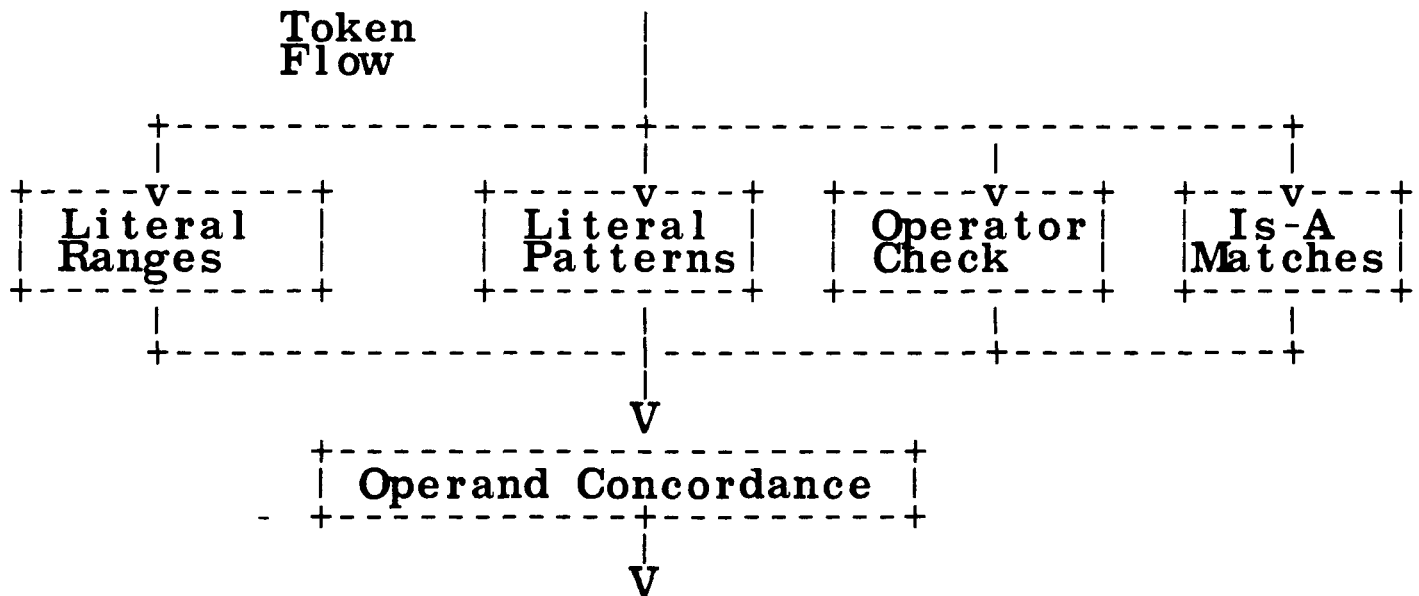 Token
Flow
Literal
Ranges
Literal
Patterns
Operator
Check
Is-A
Matches
Operand Concordance